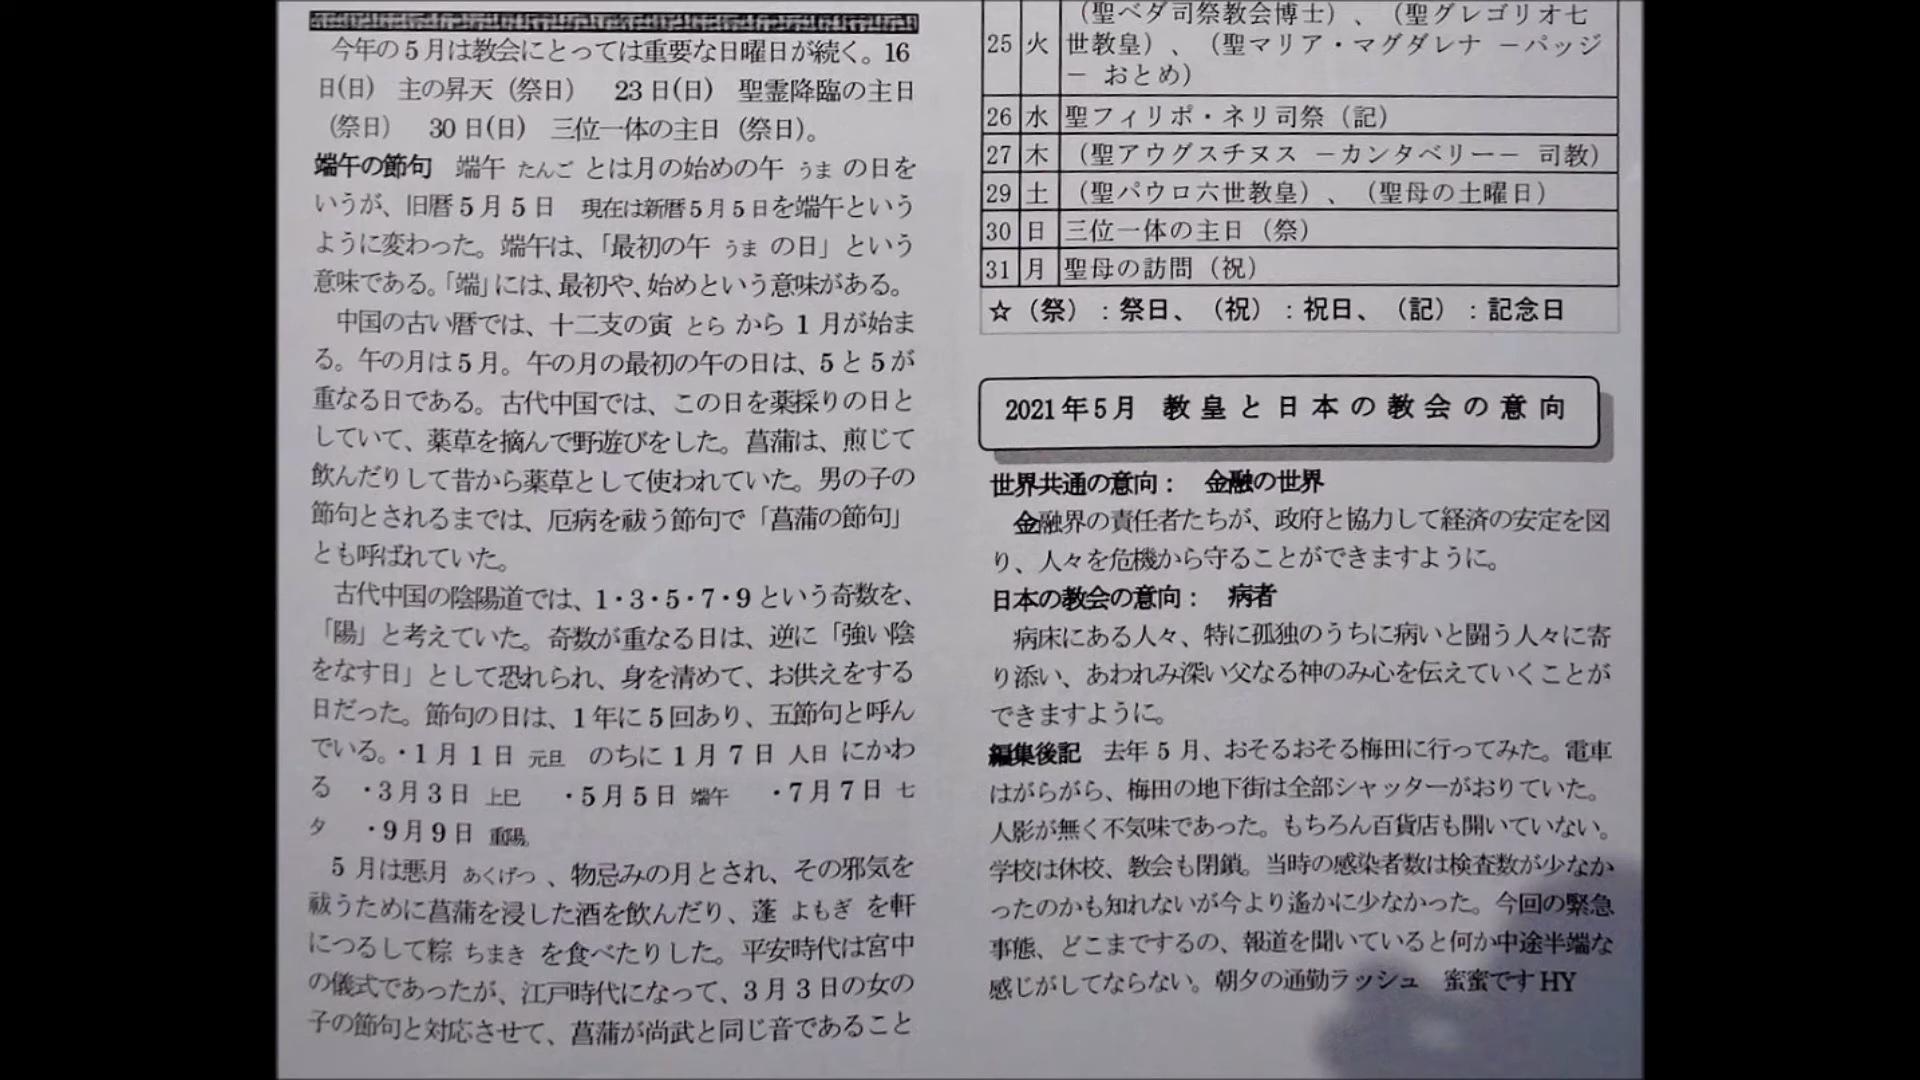 今年の５月は教会にとっては重要な日曜日が続く。16
日(日)　主の昇天（祭日）　23日(日)　聖霊降臨の主日
（祭日）　30日(日)　三位一体の主日（祭日）。
端午の節句　端午 たんご とは月の始めの午 うま の日を
いうが、旧暦５月５日　現在は新暦５月５日を端午という
ように変わった。端午は、「最初の午 うま の日」という
意味である。「端」には、最初や、始めという意味がある。
中国の古い暦では、十二支の寅 とら から１月が始ま
る。午の月は５月。午の月の最初の午の日は、５と５が
重なる日である。古代中国では、この日を薬採りの日と
していて、薬草を摘んで野遊びをした。菖蒲は、煎じて
飲んだりして昔から薬草として使われていた。男の子の
節句とされるまでは、厄病を祓う節句で「菖蒲の節句」
とも呼ばれていた。
古代中国の陰陽道では、1・3・5・7・9という奇数を、
「陽」と考えていた。奇数が重なる日は、逆に「強い陰
をなす日」として恐れられ、身を清めて、お供えをする
日だった。節句の日は、１年に５回あり、五節句と呼ん
でいる。・１月１日 元旦　のちに１月７日 人日 にかわ
る　・３月３日 上巳　・５月５日 端午　・７月７日 七
夕　・９月９日 重陽。
５月は悪月 あくげつ 、物忌みの月とされ、その邪気を
祓うために菖蒲を浸した酒を飲んだり、蓬 よもぎ を軒
につるして粽 ちまき を食べたりした。平安時代は宮中
の儀式であったが、江戸時代になって、３月３日の女の
子の節句と対応させて、菖蒲が尚武と同じ音であること
（聖ベダ司祭教会博士）、（聖グレゴリオ七
25 火 世教皇）、（聖マリア・マグダレナ －パッジ
－ おとめ）
26 水 聖フィリポ・ネリ司祭（記）
27 木 （聖アウグスチヌス －カンタベリー－ 司教）
29 土 （聖パウロ六世教皇）、（聖母の土曜日）
30 日 三位一体の主日（祭）
31 月 聖母の訪問（祝）
☆（祭）：祭日、（祝）：祝日、（記）：記念日
2021年5月　教皇と日本の教会の意向
世界共通の意向：　金融の世界
金融界の責任者たちが、政府と協力して経済の安定を図
り、人々を危機から守ることができますように。
日本の教会の意向：　病者
病床にある人々、特に孤独のうちに病いと闘う人々に寄
り添い、あわれみ深い父なる神のみ心を伝えていくことが
できますように。
編集後記　去年５月、おそるおそる梅田に行ってみた。電車
はがらがら、梅田の地下街は全部シャッターがおりていた。
人影が無く不気味であった。もちろん百貨店も開いていない。
学校は休校、教会も閉鎖。当時の感染者数は検査数が少なか
ったのかも知れないが今より遙かに少なかった。今回の緊急
事態、どこまでするの、報道を聞いていると何か中途半端な
感じがしてならない。朝夕の通勤ラッシュ　蜜蜜です HY